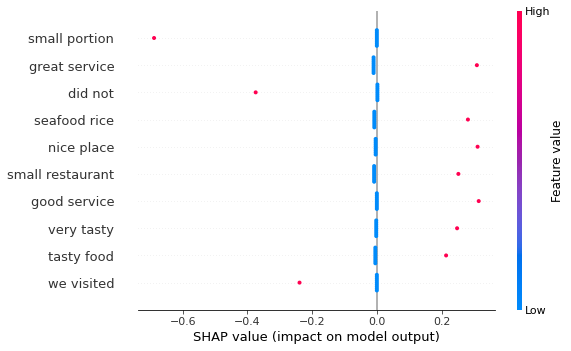 High
small portion
great service
did not
seafood rice
nice place
small restaurant
good service
very tasty
tasty food
we visited
Feature value
Low
−0.6 −0.4 −0.2 0.0 0.2
SHAP value (impact on model output)